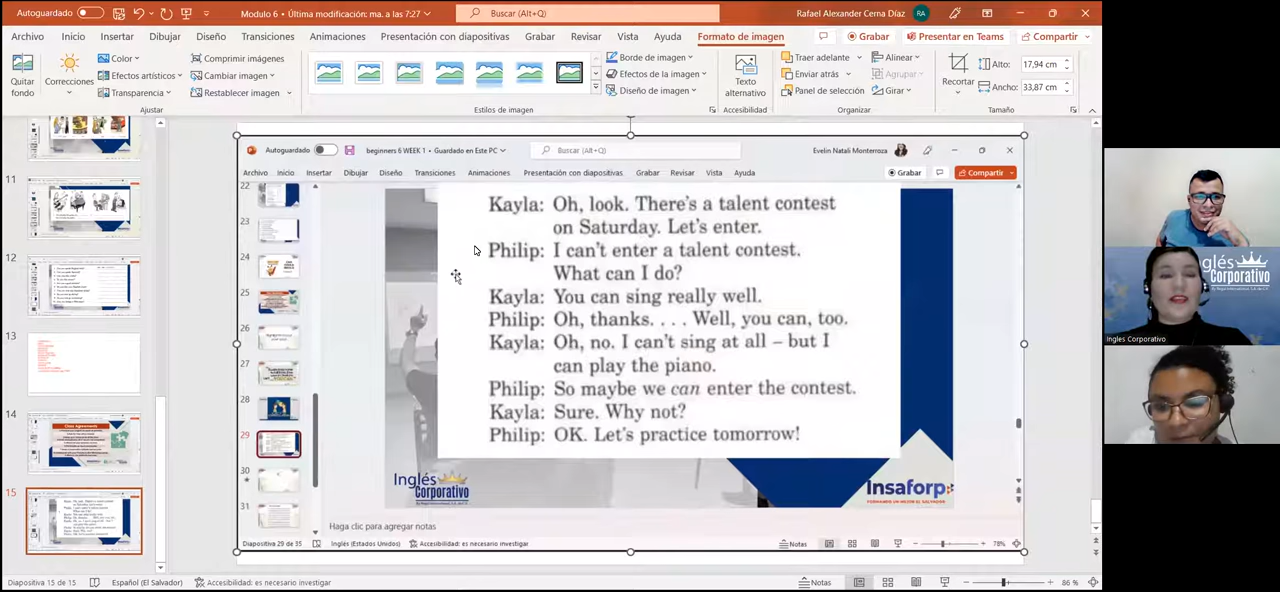 Autoguardado
Modulo 6 • Última modificación: ma. a las 7:27
Buscar (Alt+Q)
Rafael Alexander Cerna Díaz
RA
Archivo Inicio Insertar Dibujar Diseño Transiciones Animaciones Presentación con diapositivas Grabar Revisar Vista Ayuda Formato de imagen Grabar Presentar en Teams Compartir
Quitar fondo
Correcciones
Color
Efectos artísticos
Transparencia
Comprimir imágenes
Cambiar imagen
Restablecer imagen
Ajustar
Estilos de imagen
Borde de imagen
Efectos de la imagen
Diseño de imagen
Texto alternativo
Accesibilidad
Traer adelante
Enviar atrás
Panel de selección
Alinear
Agrupar
Girar
Organizar
Recortar
Alto: 17,94 cm
Ancho: 33,87 cm
Tamaño
11
12
13
14
15
Autoguardado
beginners 6 WEEK 1 • Guardado en Este PC
Buscar (Alt+Q)
Evelin Natali Monterroza
Archivo Inicio Insertar Dibujar Diseño Transiciones Animaciones Presentación con diapositivas Grabar Revisar Vista Ayuda Grabar Compartir
22
23
24
25
26
27
28
29
30
31
Kayla: Oh, look. There's a talent contest
on Saturday. Let's enter.
Philip: I can't enter a talent contest.
What can I do?
Kayla: You can sing really well.
Philip: Oh, thanks. . . . Well, you can, too.
Kayla: Oh, no. I can't sing at all – but I
can play the piano.
Philip: So maybe we can enter the contest.
Kayla: Sure. Why not?
Philip: OK. Let's practice tomorrow!
Inglés
Corporativo
insaforp
Haga clic para agregar notas
Diapositiva 29 de 35 Inglés (Estados Unidos) Accesibilidad: es necesario investigar Notas 78%
Diapositiva 15 de 15 Español (El Salvador) Accesibilidad: es necesario investigar Notas 86 %
glés
Corporativo
Ingles Corporativo